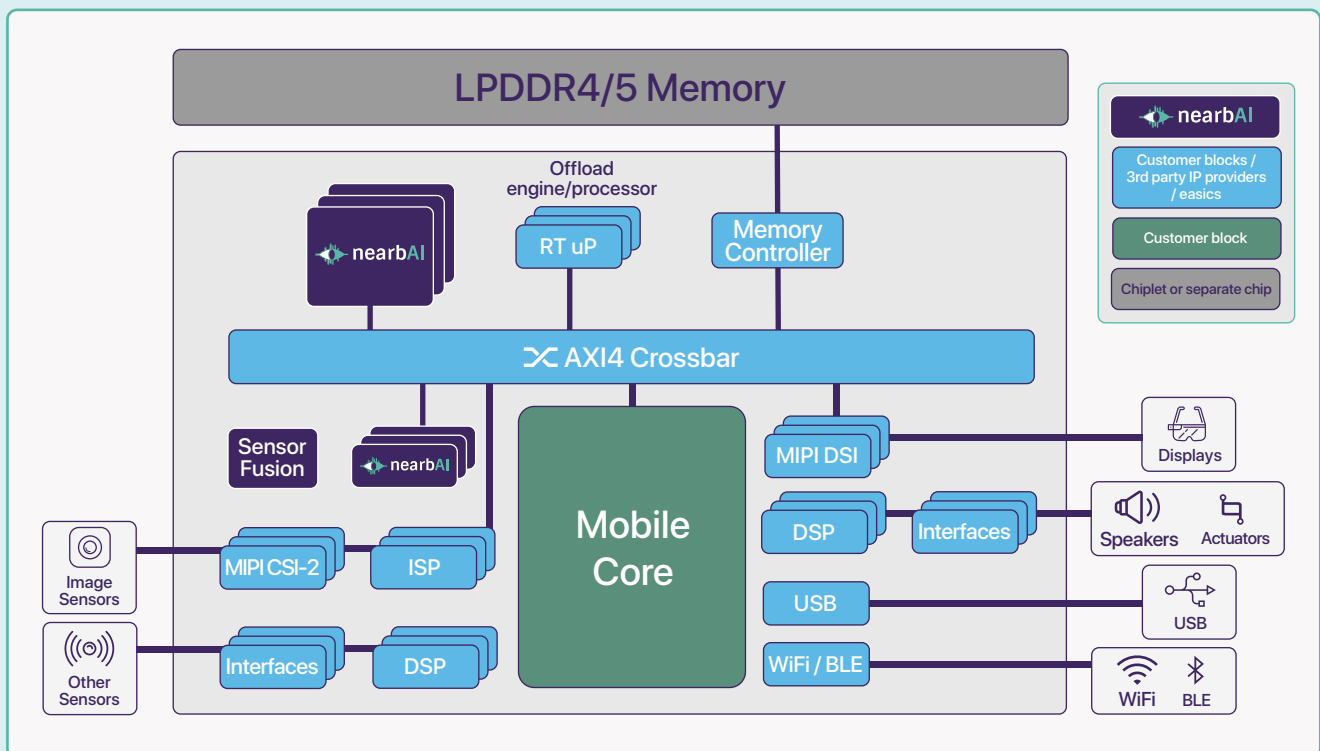 LPDDR4/5 Memory
nearbAI
Customer blocks /
3rd party IP providers
/ easics
Customer block
Chiplet or separate chip
Offload
engine/processor
nearbAI
RT uP
Memory
Controller
AXI4 Crossbar
Sensor
Fusion
nearbAI
Mobile
Core
MIPI DSI
Displays
DSP
Interfaces
Speakers
Actuators
MIPI CSI-2
ISP
Image
Sensors
USB
USB
Interfaces
DSP
Other
Sensors
WiFi / BLE
WiFi
BLE